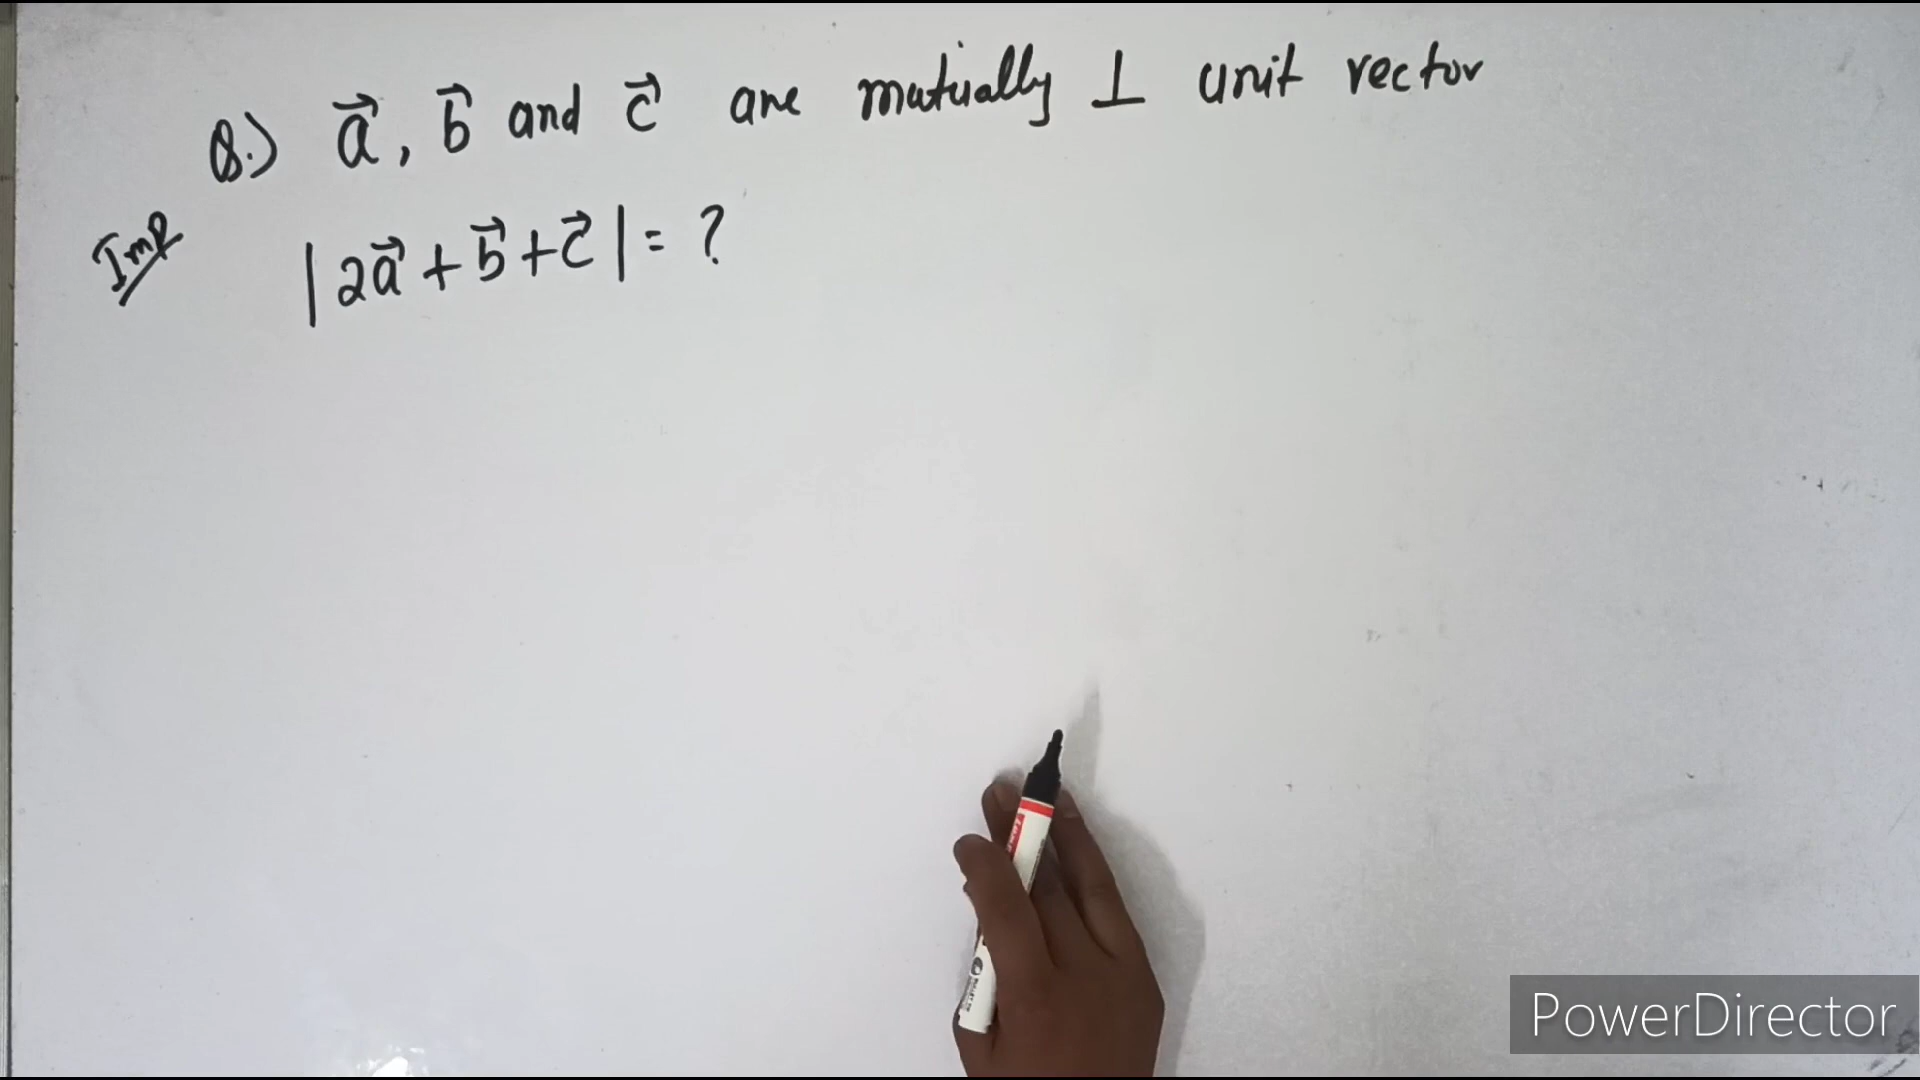 Q.) a⃗, b⃗ and c⃗ are mutually ⊥ unit vector
Imp
|2a⃗ + b⃗ + c⃗| = ?
PowerDirector